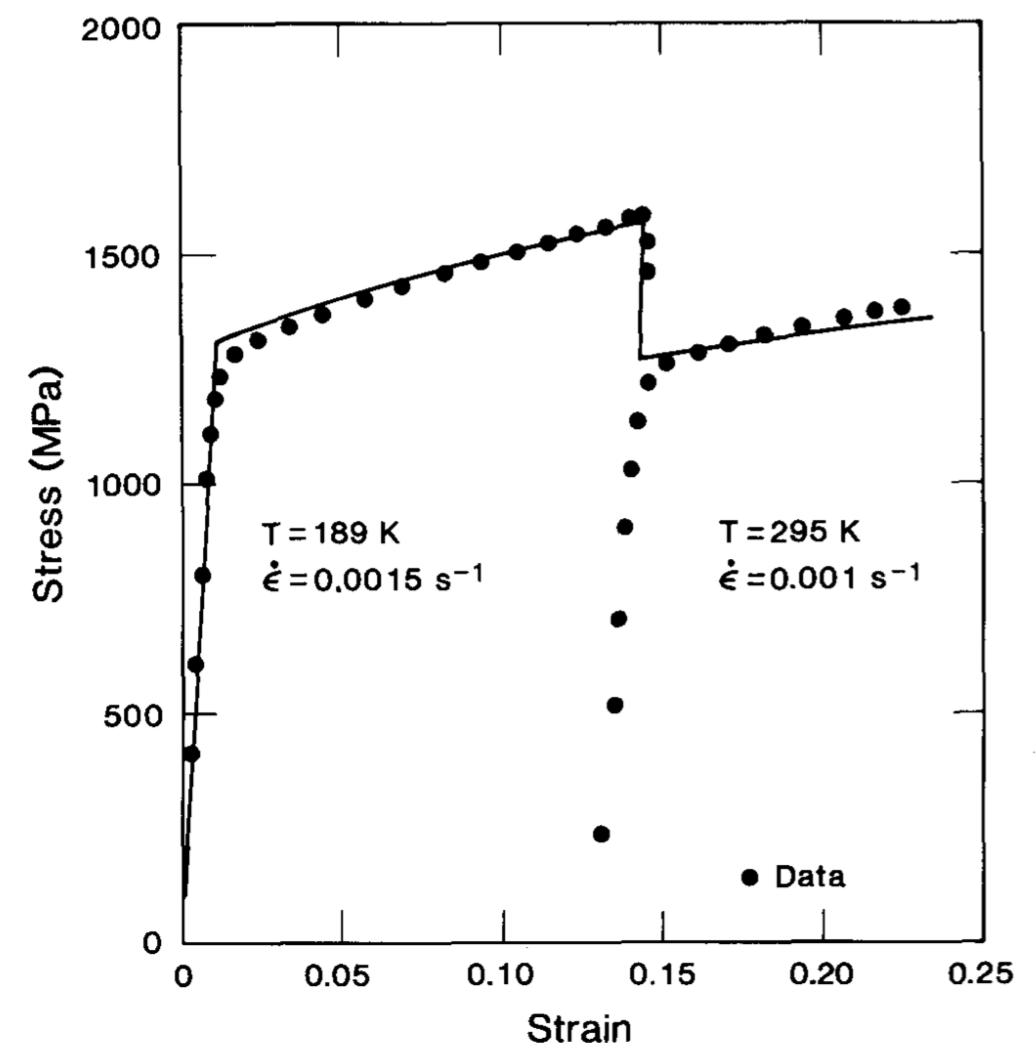 2000
1500
1000
500
0
Stress (MPa)
T = 189 K
ε̇ = 0.0015 s⁻¹
T = 295 K
ε̇ = 0.001 s⁻¹
Data
0 0.05 0.10 0.15 0.20 0.25
Strain